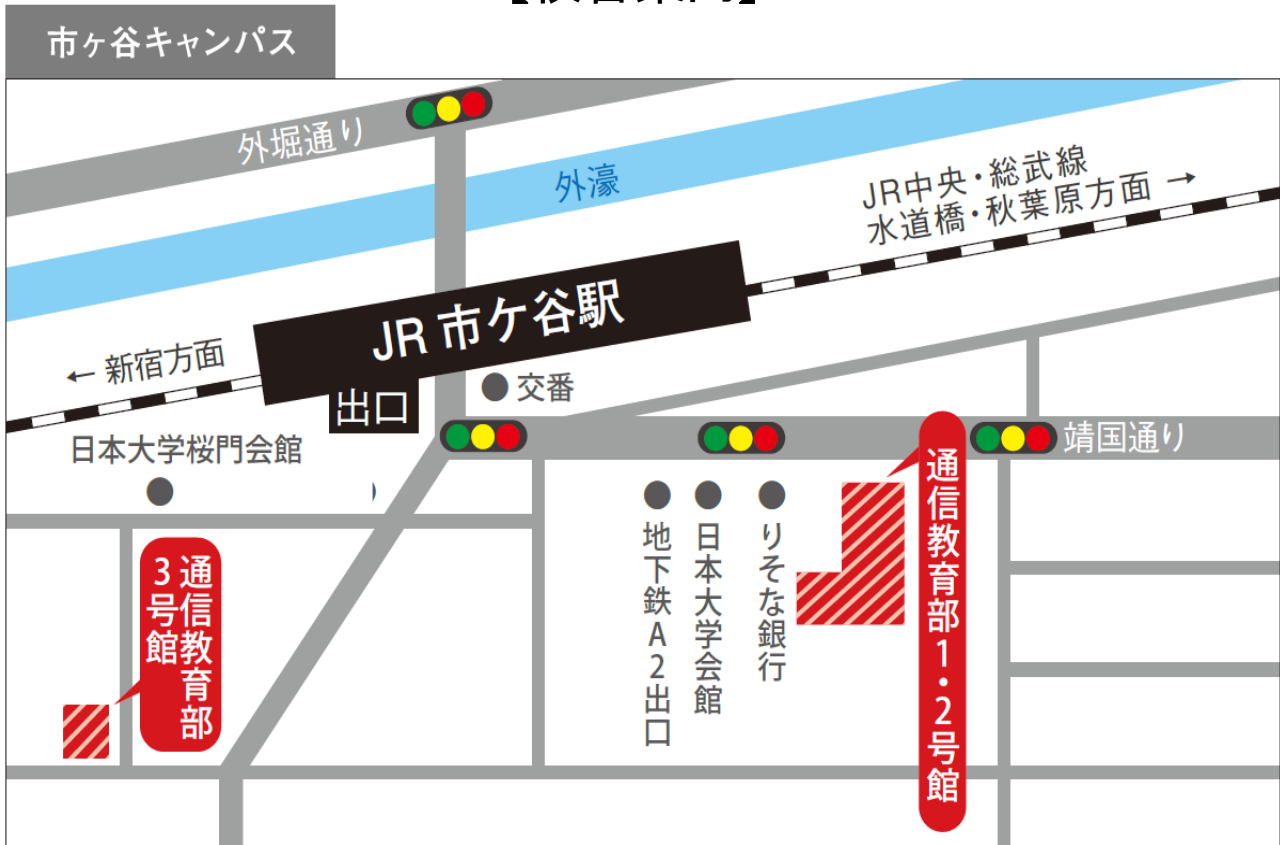 市ヶ谷キャンパス
外堀通り
外濠
JR中央・総武線
水道橋・秋葉原方面 →
JR 市ケ谷駅
← 新宿方面
出口
交番
日本大学桜門会館
靖国通り
通信教育部
3号館
地下鉄A2出口
日本大学会館
りそな銀行
通信教育部1・2号館